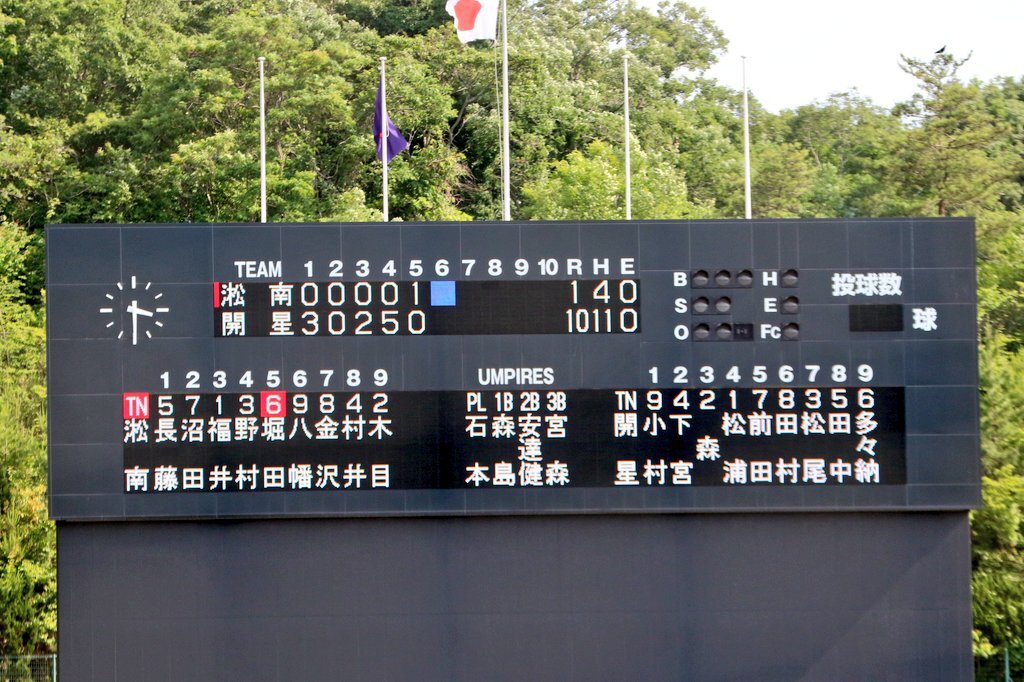 TEAM 1 2 3 4 5 6 7 8 9 10 R H E
淞南 0 0 0 0 1 1 4 0
開星 3 0 2 5 0 10 11 0
B H
S E
O Fc
投球数
球
1 2 3 4 5 6 7 8 9
TN 5 7 1 3 6 9 8 4 2
淞南 長藤 沼田 福井 野村 堀田 八幡 金沢 村井 木目
UMPIRES
PL 1B 2B 3B
石本 森島 安達健 宮森
1 2 3 4 5 6 7 8 9
TN 9 4 2 1 7 8 3 5 6
開星 小村 下宮 森 松浦 前田 田村 松尾 田中 多々納